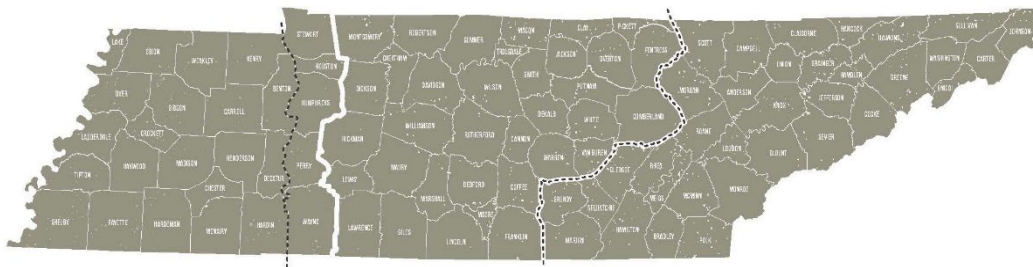 LAKE
OBION
WEAKLEY
HENRY
STEWART
MONTGOMERY
ROBERTSON
SUMNER
MACON
TROUSDALE
CLAY
PICKETT
JACKSON
OVERTON
FENTRESS
SCOTT
CAMPBELL
CLAIBORNE
HANCOCK
HAWKINS
SULLIVAN
JOHNSON
WASHINGTON
CARTER
UNICO
GREENE
UNION
GRAINGER
HAMBLEN
HOUSTON
CHEATHAM
DYER
GIBSON
CARROLL
BENTON
HUMPHREYS
DICKSON
DAVIDSON
WILSON
SMITH
PUTNAM
MORGAN
ANDERSON
KNOX
JEFFERSON
COCKE
DEKALB
WHITE
CUMBERLAND
ROANE
LOUDON
BLOUNT
SEVIER
LAUDERDALE
CROCKETT
HAYWOOD
MADISON
HENDERSON
DECATUR
PERRY
HICKMAN
WILLIAMSON
RUTHERFORD
CANNON
WARREN
VAN BUREN
BLEDSOE
RHEA
MEIGS
MCMINN
MONROE
TIPTON
CHESTER
LEWIS
MAURY
BEDFORD
COFFEE
MARSHALL
MOORE
GRUNDY
SEQUATCHIE
SHELBY
FAYETTE
HARDEMAN
MCNAIRY
HARDIN
WAYNE
LAWRENCE
GILES
LINCOLN
FRANKLIN
MARION
HAMILTON
BRADLEY
POLK